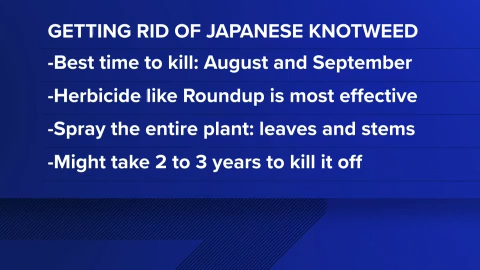 GETTING RID OF JAPANESE KNOTWEED
-Best time to kill: August and September
-Herbicide like Roundup is most effective
-Spray the entire plant: leaves and stems
-Might take 2 to 3 years to kill it off